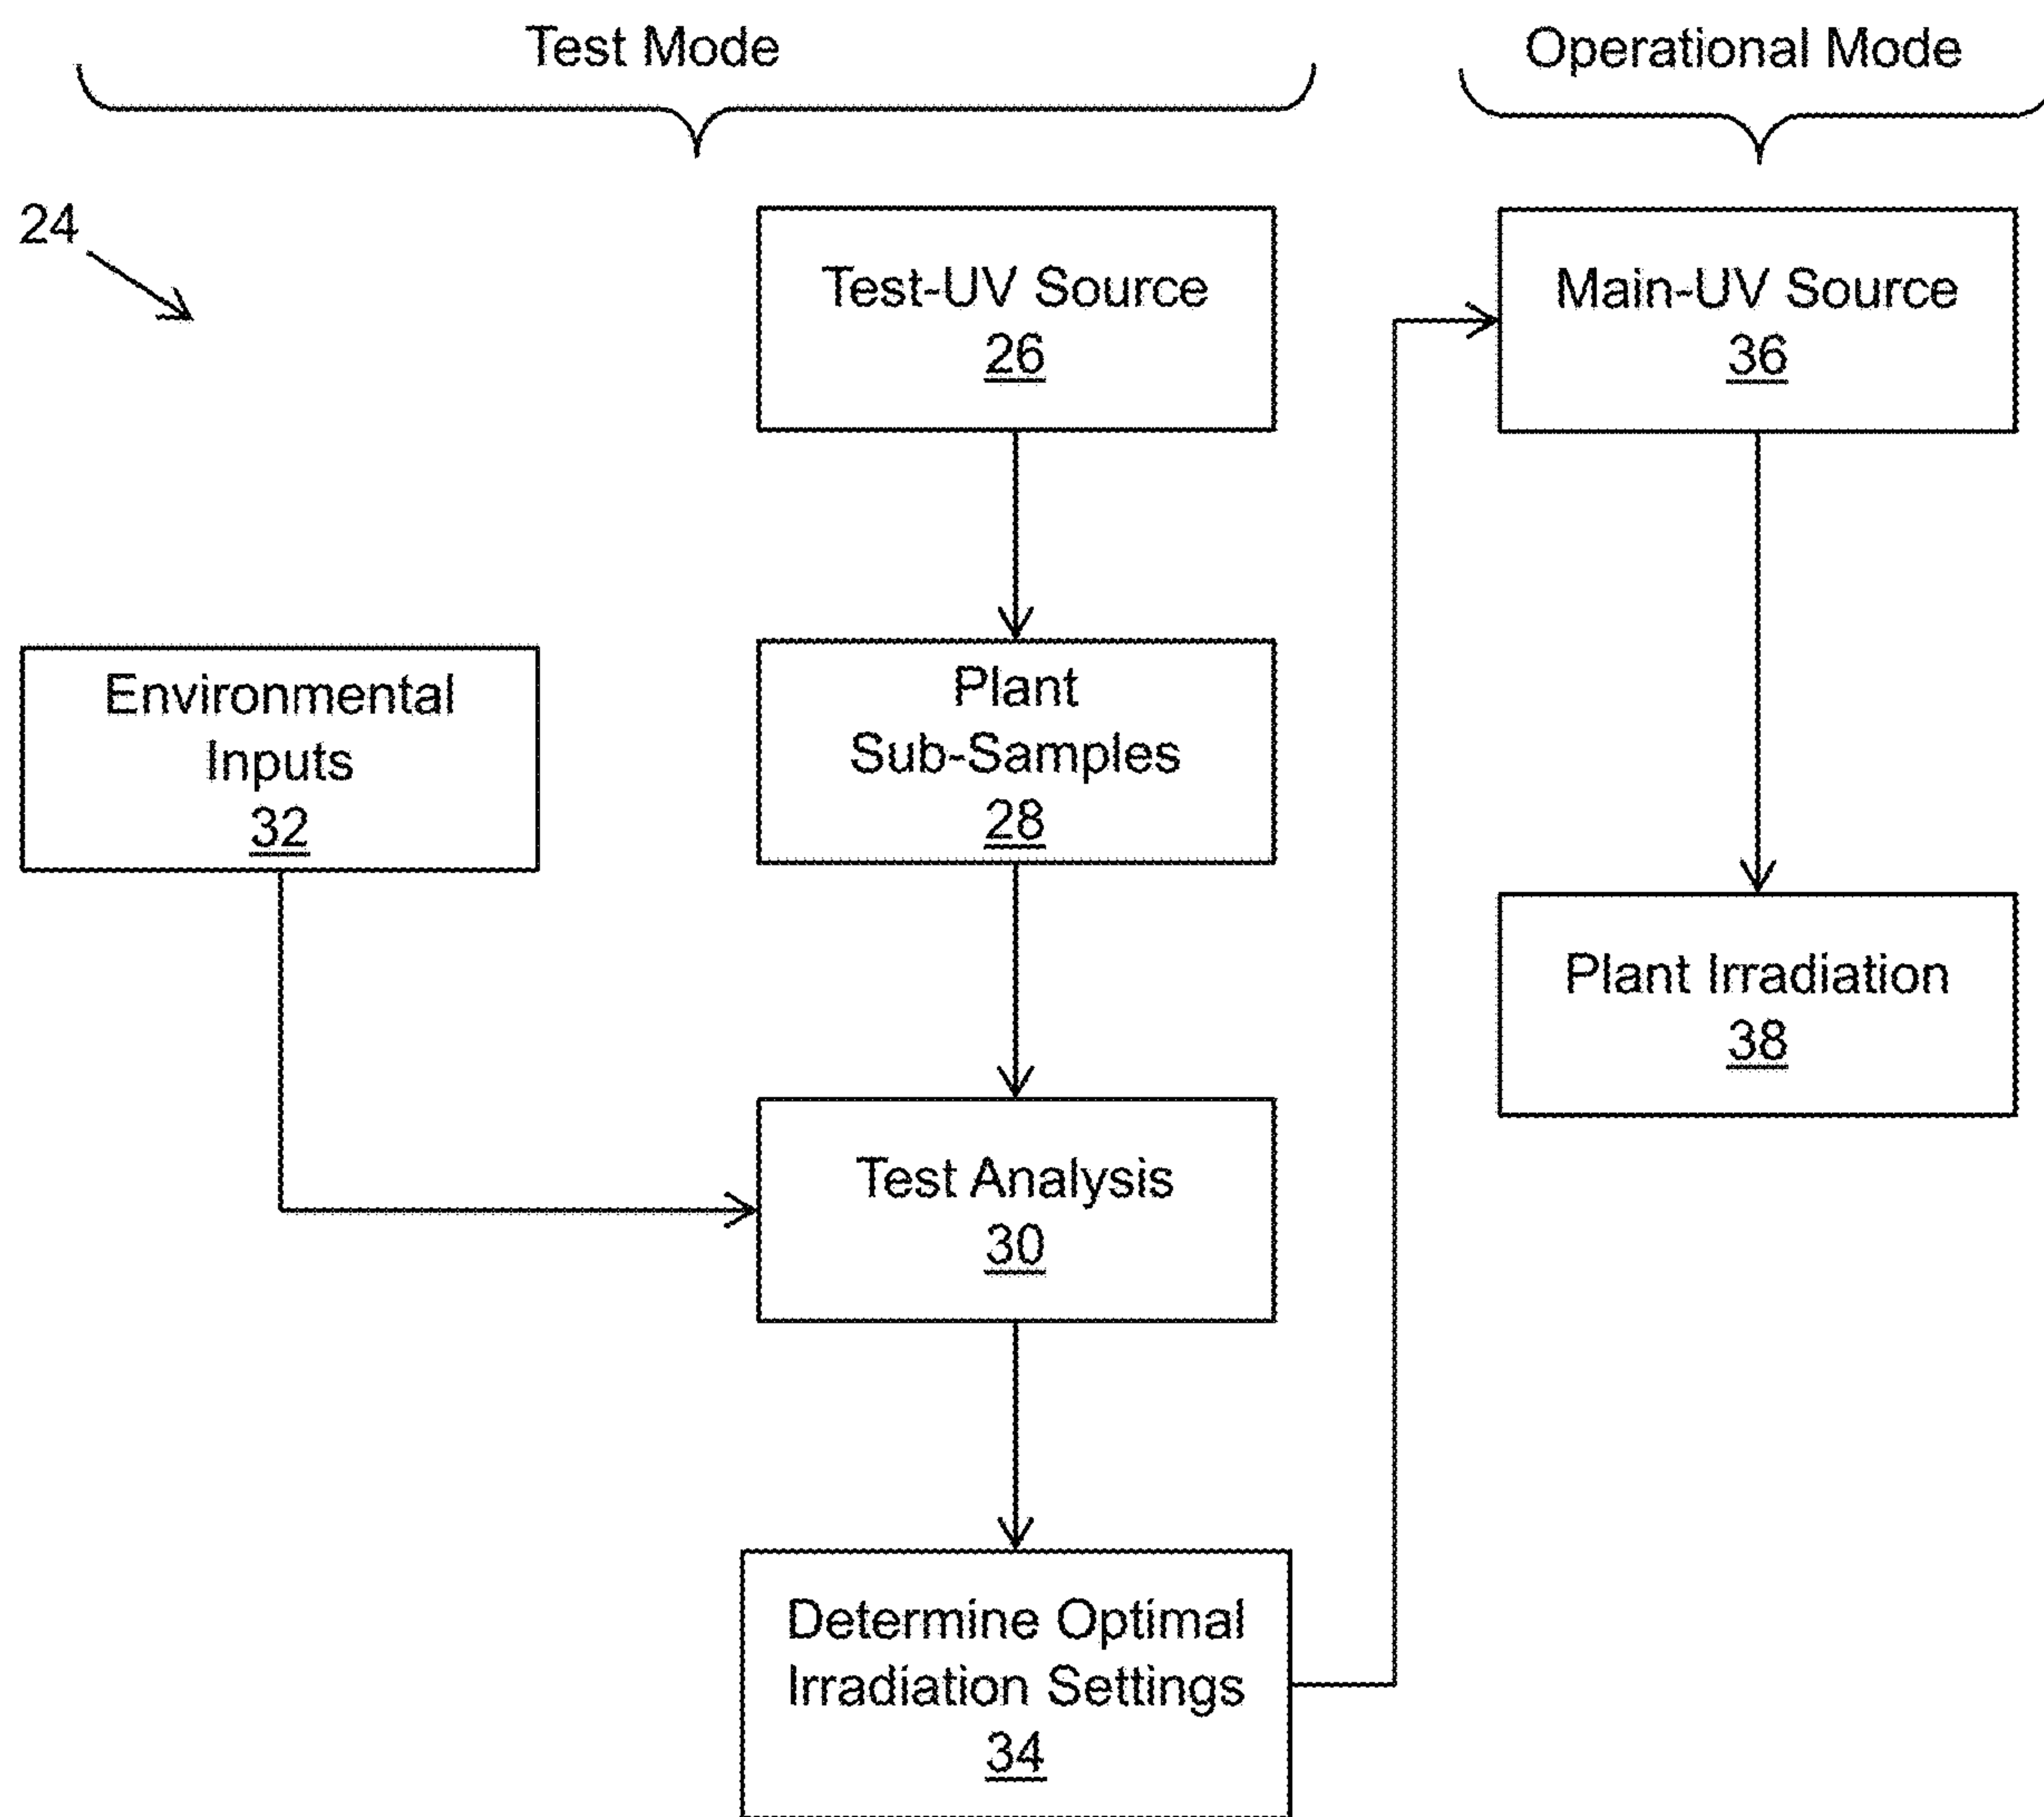 Test Mode
Operational Mode
24
Test-UV Source
26
Main-UV Source
36
Environmental
Inputs
32
Plant
Sub-Samples
28
Plant Irradiation
38
Test Analysis
30
Determine Optimal
Irradiation Settings
34